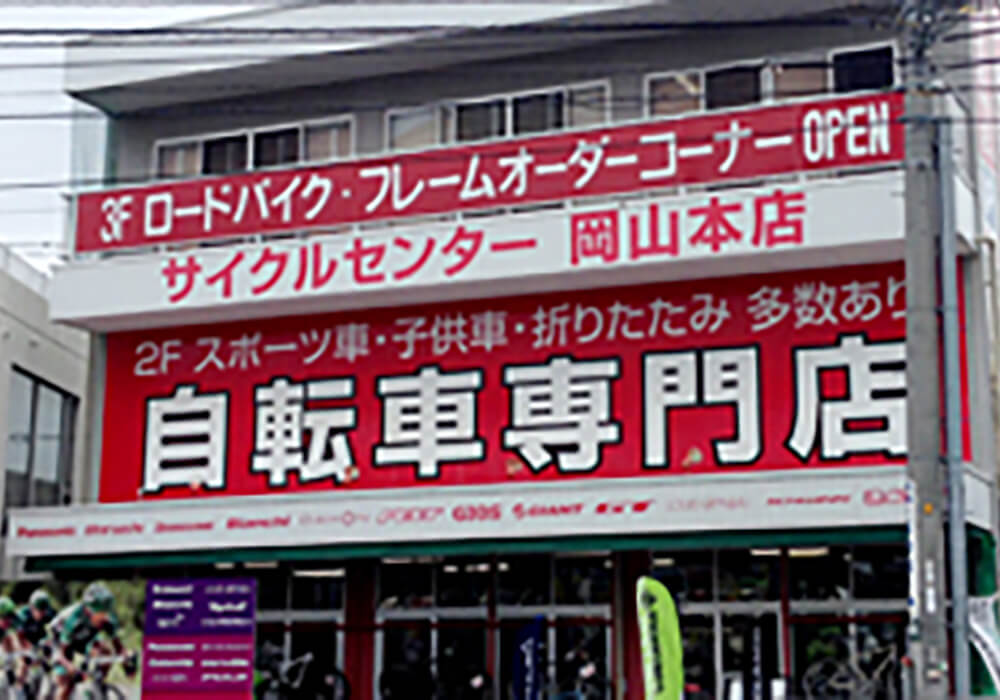 3F ロードバイク・フレームオーダーコーナー OPEN
サイクルセンター 岡山本店
2F スポーツ車・子供車・折りたたみ 多数あり
自転車専門店
Panasonic Maruishi Bianchi GIOS GIANT